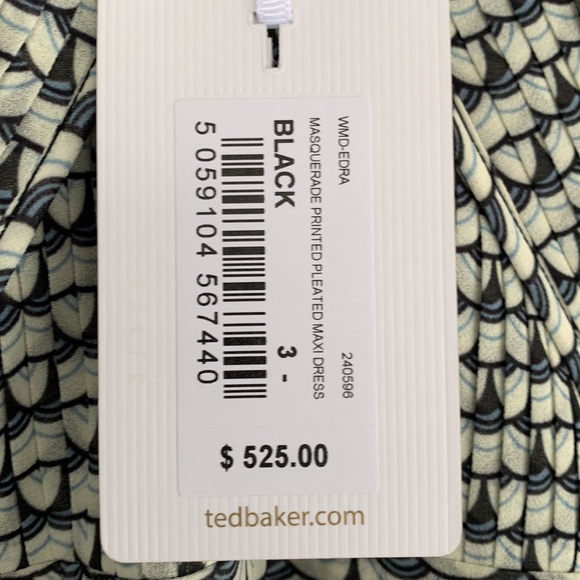 WMD-EDRA 240596
MASQUERADE PRINTED PLEATED MAXI DRESS
BLACK 3 -
5 059104 567440
$ 525.00
tedbaker.com